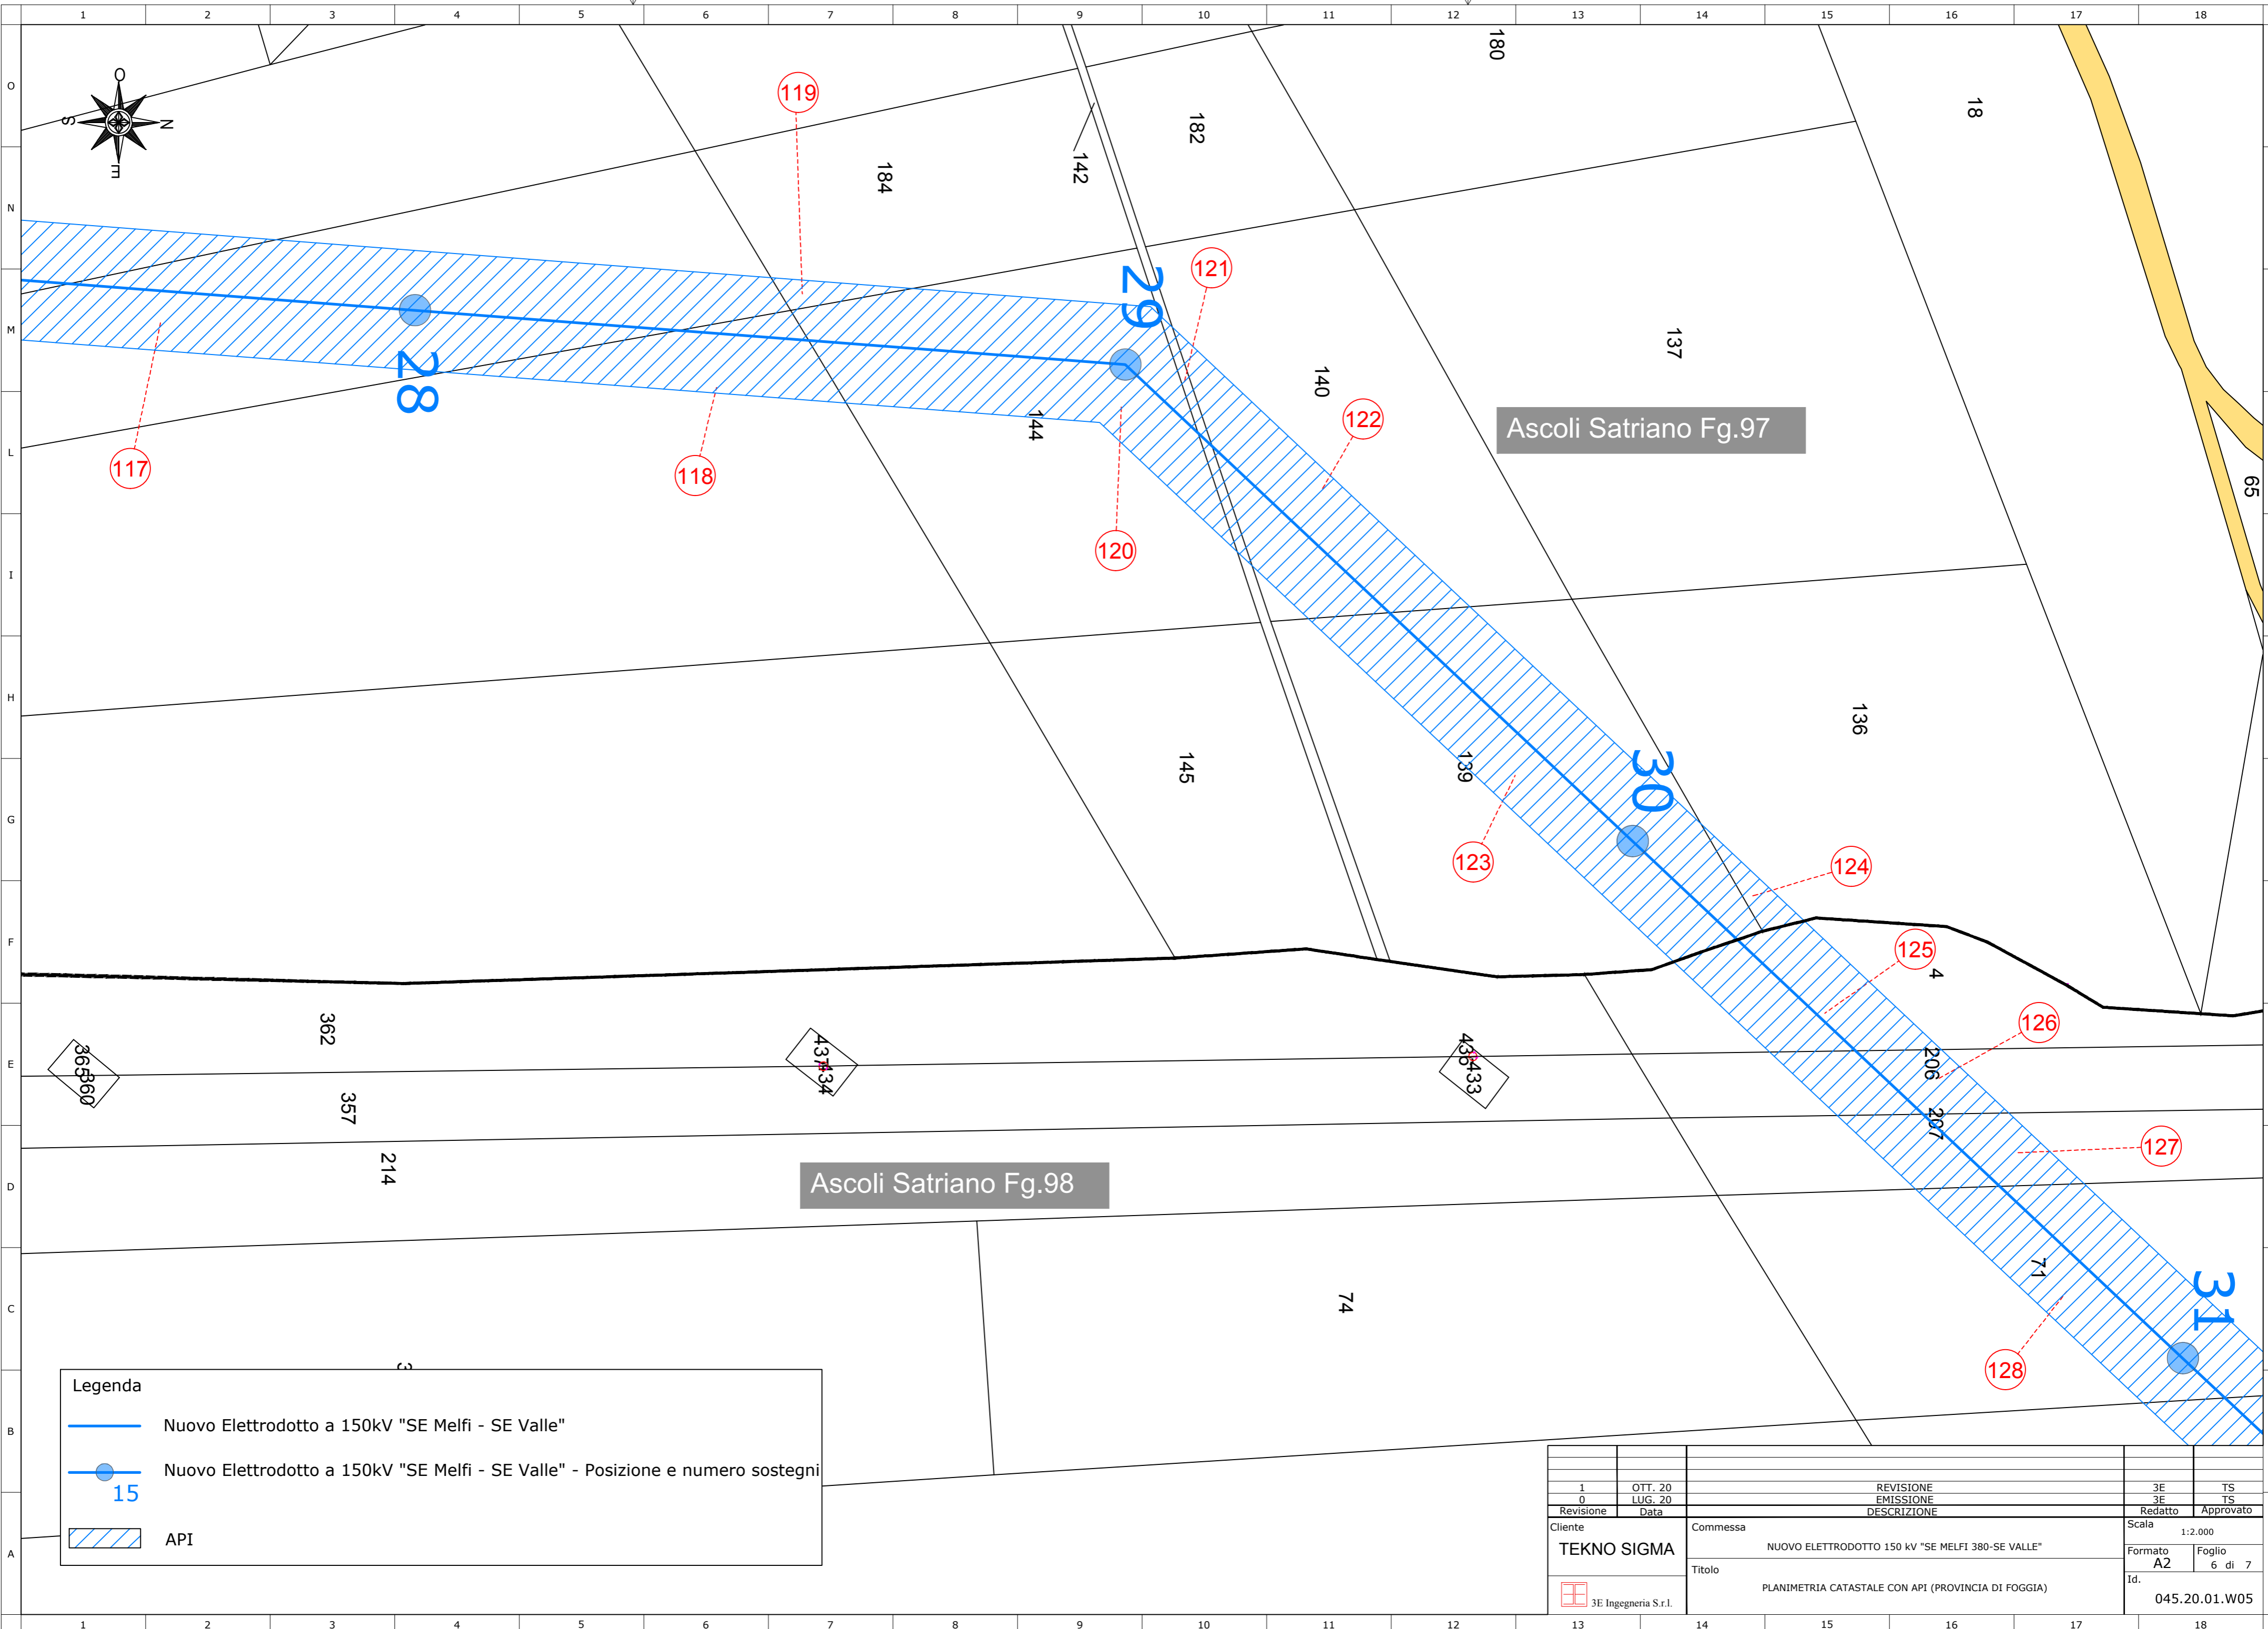 1 2 3 4 5 6 7 8 9 10 11 12 13 14 15 16 17 18
O
N
M
L
I
H
G
F
E
D
C
B
A
O
S
N
E
119
180
18
182
142
184
121
29
137
140
28
122
Ascoli Satriano Fg.97
144
117
118
65
120
136
145
139
30
123
124
125
4
362
126
365
360
437
434
436
433
206
357
207
127
214
Ascoli Satriano Fg.98
71
74
31
128
3
Legenda
Nuovo Elettrodotto a 150kV "SE Melfi - SE Valle"
Nuovo Elettrodotto a 150kV "SE Melfi - SE Valle" - Posizione e numero sostegni
15
API
1 OTT. 20 REVISIONE 3E TS
0 LUG. 20 EMISSIONE 3E TS
Revisione Data DESCRIZIONE Redatto Approvato
Cliente
TEKNO SIGMA
3E Ingegneria S.r.l.
Commessa
NUOVO ELETTRODOTTO 150 kV "SE MELFI 380-SE VALLE"
Titolo
PLANIMETRIA CATASTALE CON API (PROVINCIA DI FOGGIA)
Scala
1:2.000
Formato
A2
Foglio
6 di 7
Id.
045.20.01.W05
1 2 3 4 5 6 7 8 9 10 11 12 13 14 15 16 17 18